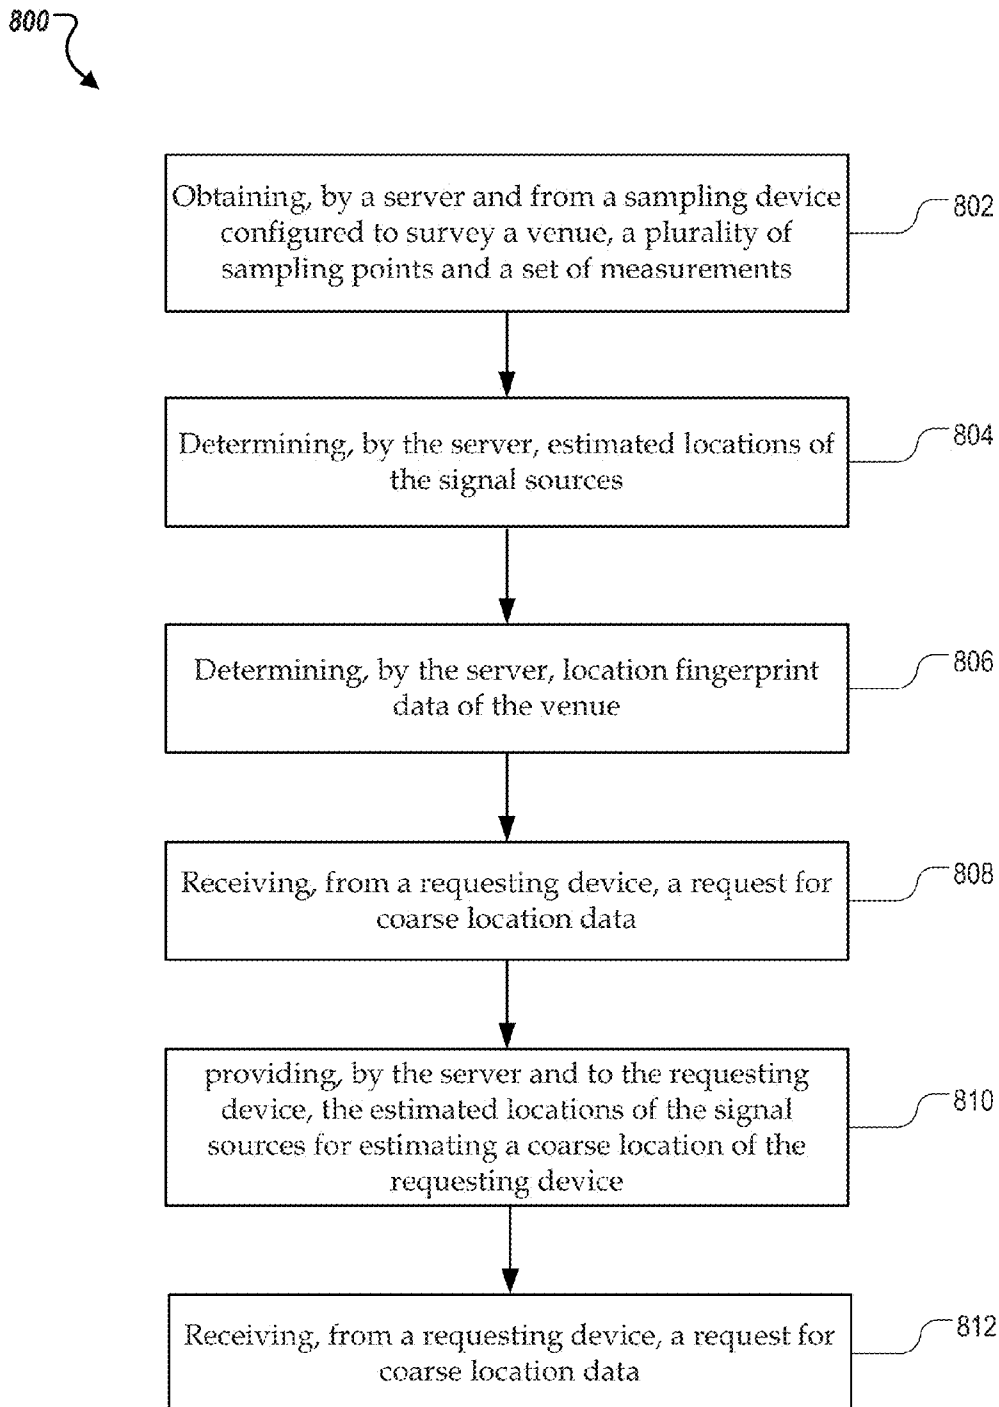 800
Obtaining, by a server and from a sampling device
configured to survey a venue, a plurality of
sampling points and a set of measurements
802
Determining, by the server, estimated locations of
the signal sources
804
Determining, by the server, location fingerprint
data of the venue
806
Receiving, from a requesting device, a request for
coarse location data
808
providing, by the server and to the requesting
device, the estimated locations of the signal
sources for estimating a coarse location of the
requesting device
810
Receiving, from a requesting device, a request for
coarse location data
812